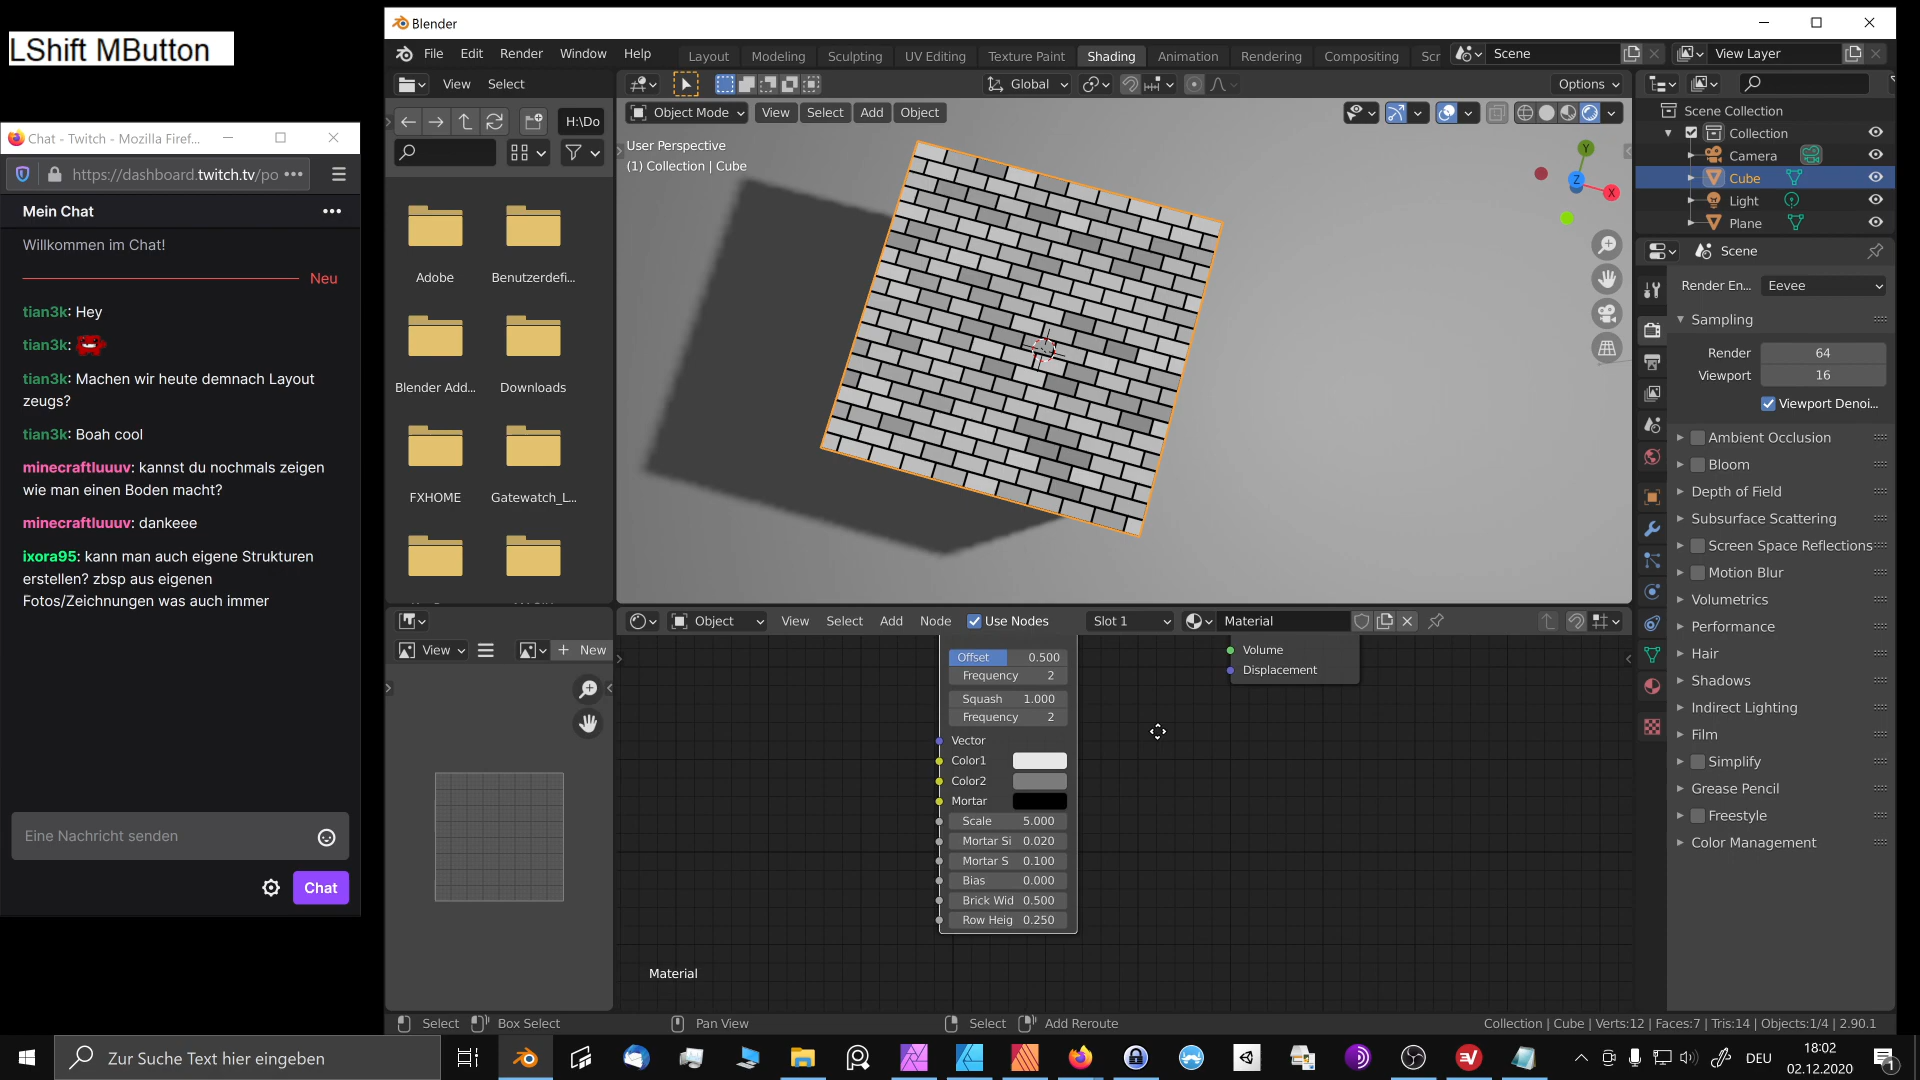 LShift MButton
Chat - Twitch - Mozilla Firef...
https://dashboard.twitch.tv/po
Mein Chat
Willkommen im Chat!
Neu
tian3k: Hey
tian3k:
tian3k: Machen wir heute demnach Layout
zeugs?
tian3k: Boah cool
minecraftluuuv: kannst du nochmals zeigen
wie man einen Boden macht?
minecraftluuuv: dankeee
ixora95: kann man auch eigene Strukturen
erstellen? zbsp aus eigenen
Fotos/Zeichnungen was auch immer
Eine Nachricht senden
Chat
Blender
File Edit Render Window Help
Layout Modeling Sculpting UV Editing Texture Paint Shading Animation Rendering Compositing Scr
Scene
View Layer
View Select
H:\Do
Adobe
Benutzerdefi...
Blender Add...
Downloads
FXHOME
Gatewatch_L...
Global
Options
Object Mode View Select Add Object
User Perspective
(1) Collection | Cube
Y
Z
X
View
New
Object View Select Add Node Use Nodes Slot 1 Material
Offset 0.500
Frequency 2
Squash 1.000
Frequency 2
Vector
Color1
Color2
Mortar
Scale 5.000
Mortar Si 0.020
Mortar S 0.100
Bias 0.000
Brick Wid 0.500
Row Heig 0.250
Volume
Displacement
Material
Scene Collection
Collection
Camera
Cube
Light
Plane
Scene
Render En... Eevee
Sampling
Render 64
Viewport 16
Viewport Denoi...
Ambient Occlusion
Bloom
Depth of Field
Subsurface Scattering
Screen Space Reflections
Motion Blur
Volumetrics
Performance
Hair
Shadows
Indirect Lighting
Film
Simplify
Grease Pencil
Freestyle
Color Management
Select Box Select Pan View Select Add Reroute
Collection | Cube | Verts:12 | Faces:7 | Tris:14 | Objects:1/4 | 2.90.1
Zur Suche Text hier eingeben
DEU
18:02
02.12.2020
1